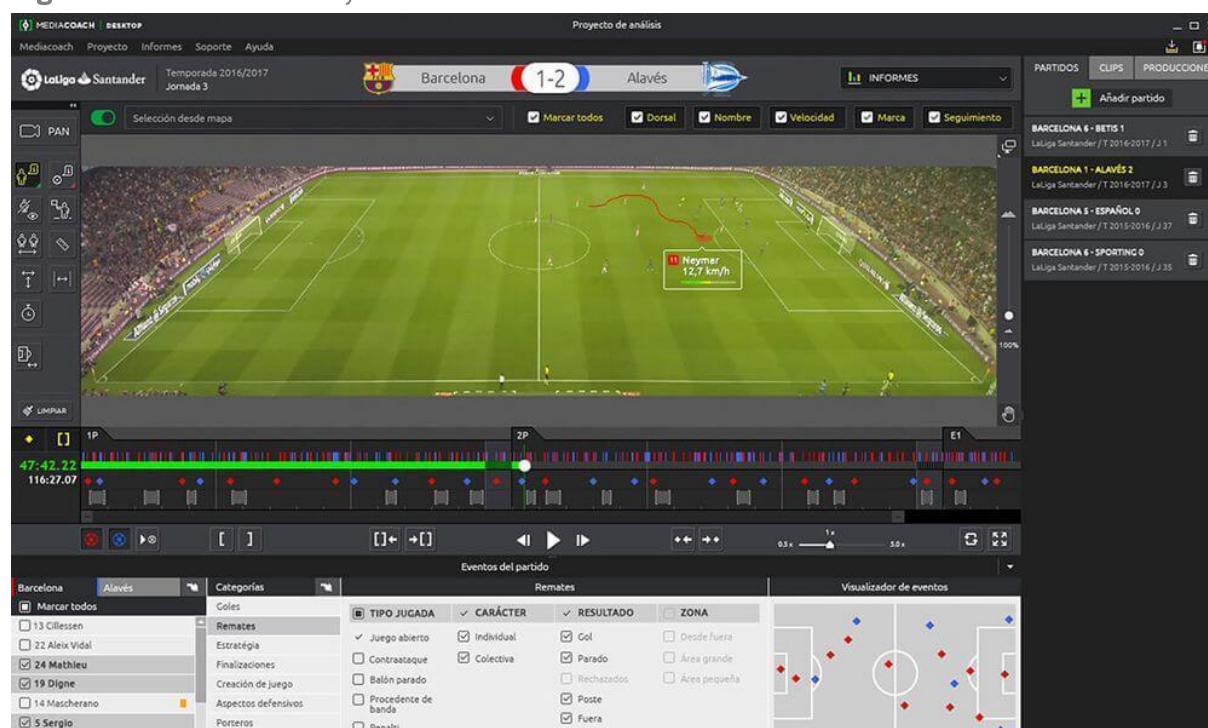 MEDIACOACH DESKTOP
Proyecto de análisis
Mediacoach Proyecto Informes Soporte Ayuda
LaLiga Santander
Temporada 2016/2017
Jornada 3
Barcelona 1-2 Alavés
INFORMES
PARTIDOS CLIPS PRODUCCIONE
Añadir partido
BARCELONA 6 - BETIS 1
LaLiga Santander / T 2016-2017 / J 1
BARCELONA 1 - ALAVÉS 2
LaLiga Santander / T 2016-2017 / J 3
BARCELONA 5 - ESPAÑOL 0
LaLiga Santander / T 2015-2016 / J 37
BARCELONA 6 - SPORTING 0
LaLiga Santander / T 2015-2016 / J 35
PAN
Selección desde mapa
Marcar todos Dorsal Nombre Velocidad Marca Seguimiento
11 Neymar
12,7 km/h
100%
LIMPIAR
1P 2P E1
47:42.22
116:27.07
0.5 x 1x 5.0 x
Eventos del partido
Barcelona Alavés
Marcar todos
13 Cillessen
22 Aleix Vidal
24 Mathieu
19 Digne
14 Mascherano
5 Sergio
Categorías
Goles
Remates
Estratégia
Finalizaciones
Creación de juego
Aspectos defensivos
Porteros
Remates
TIPO JUGADA
Juego abierto
Contraataque
Balón parado
Procedente de
banda
Penalti
CARÁCTER
Individual
Colectiva
RESULTADO
Gol
Parado
Rechazados
Poste
Fuera
ZONA
Desde fuera
Área grande
Área pequeña
Visualizador de eventos